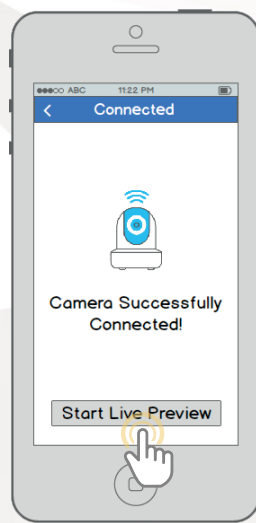 ABC 11:22 PM
Connected
Camera Successfully
Connected!
Start Live Preview